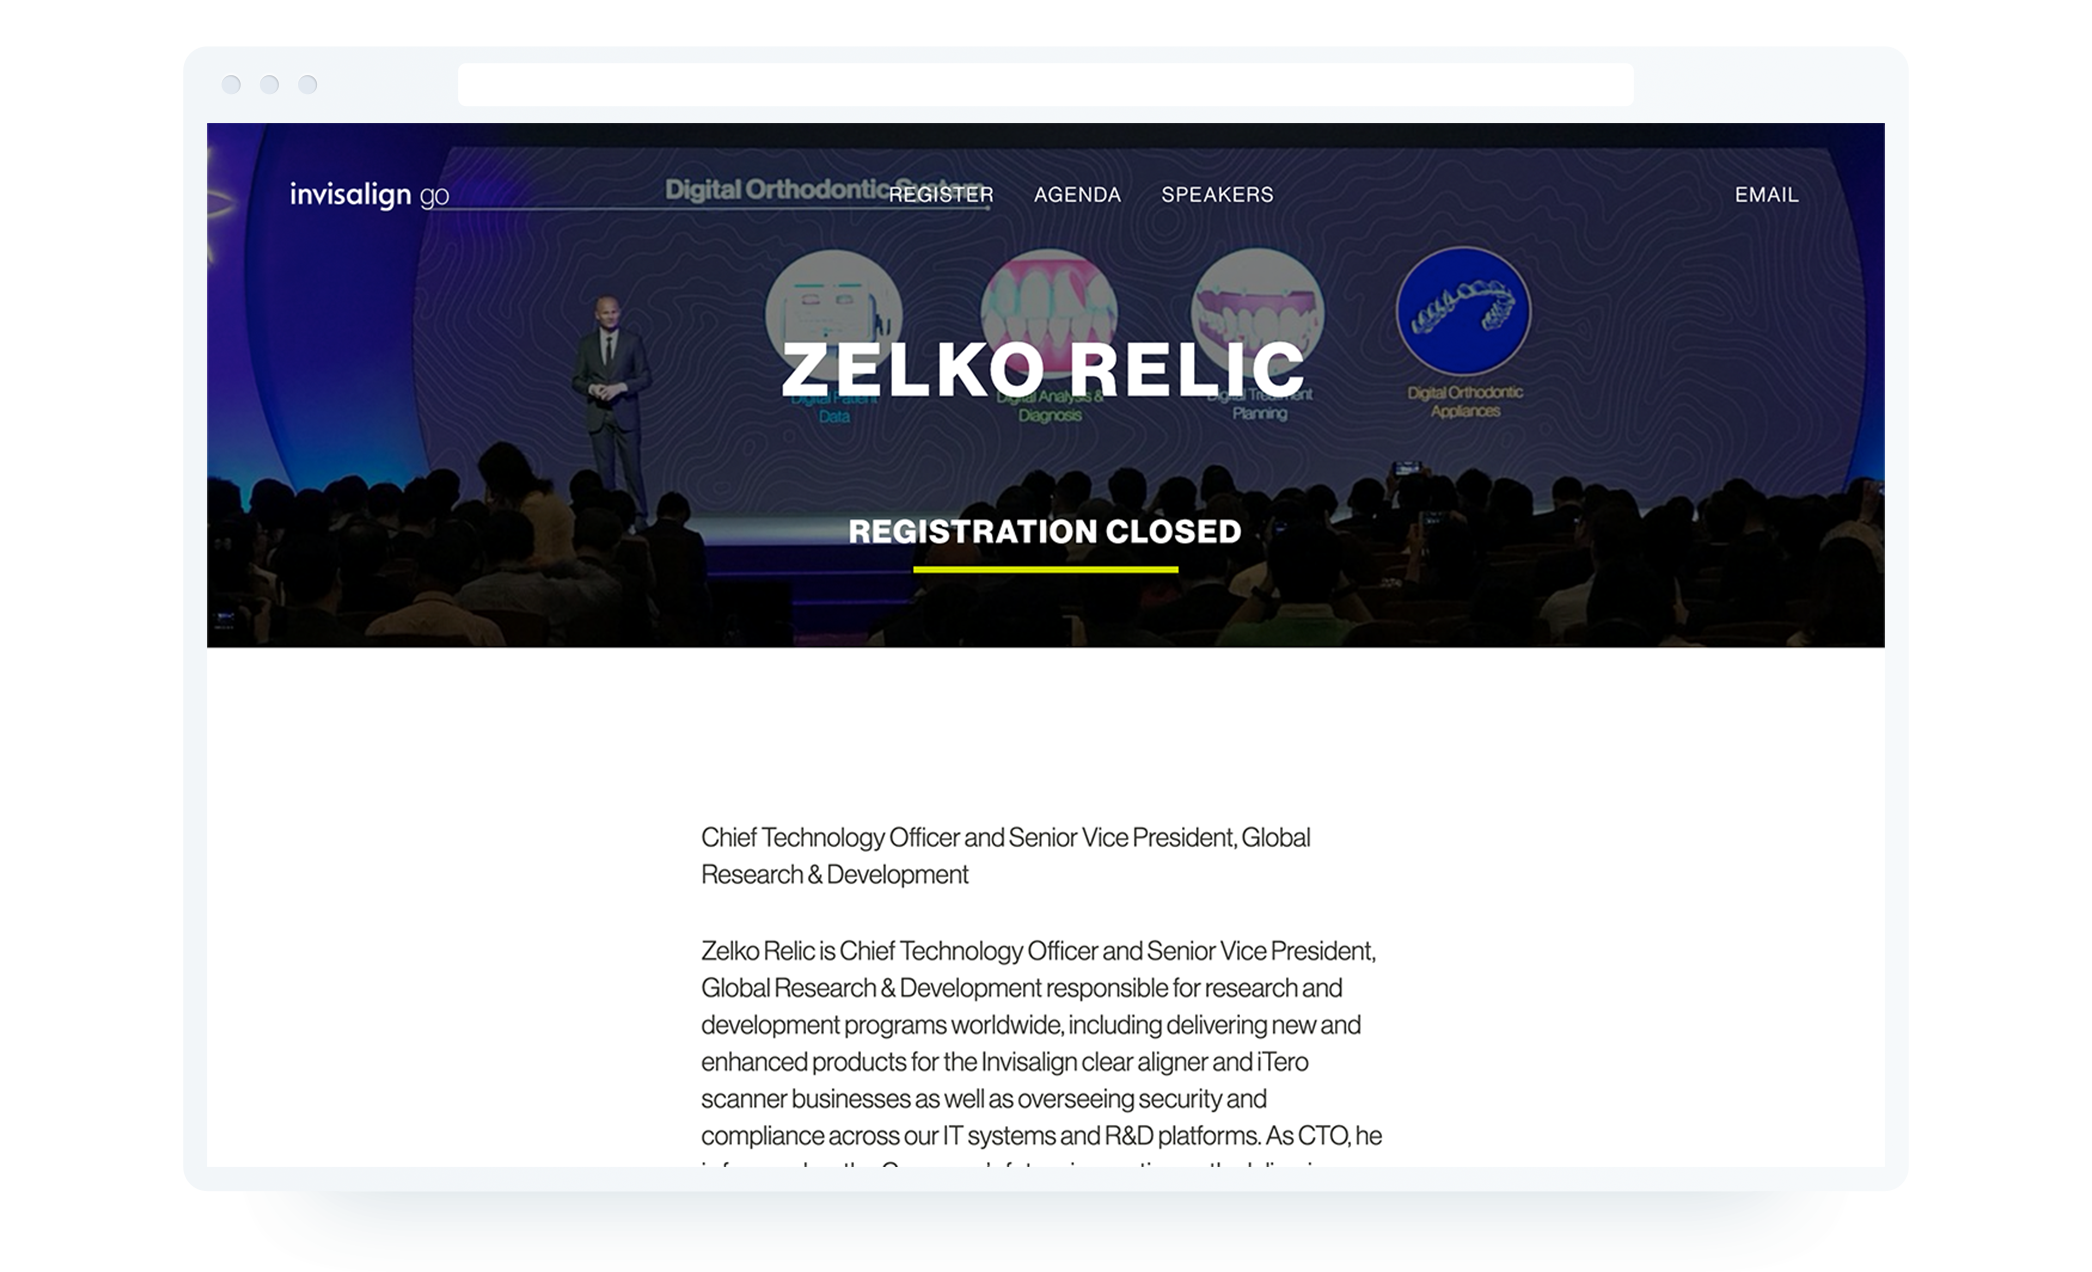 invisalign go
Digital Orthodontic System
REGISTER
AGENDA
SPEAKERS
EMAIL
ZELKO RELIC
Digital Patient
Data
Digital Analysis &
Diagnosis
Digital Treatment
Planning
Digital Orthodontic
Appliances
REGISTRATION CLOSED
Chief Technology Officer and Senior Vice President, Global
Research & Development
Zelko Relic is Chief Technology Officer and Senior Vice President,
Global Research & Development responsible for research and
development programs worldwide, including delivering new and
enhanced products for the Invisalign clear aligner and iTero
scanner businesses as well as overseeing security and
compliance across our IT systems and R&D platforms. As CTO, he